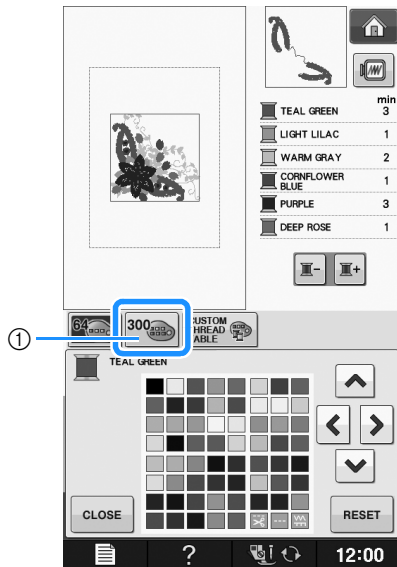 min
TEAL GREEN 3
LIGHT LILAC 1
WARM GRAY 2
CORNFLOWER
BLUE 1
PURPLE 3
DEEP ROSE 1
- +
64 300 CUSTOM
THREAD
TABLE
①
TEAL GREEN
CLOSE RESET
? 12:00